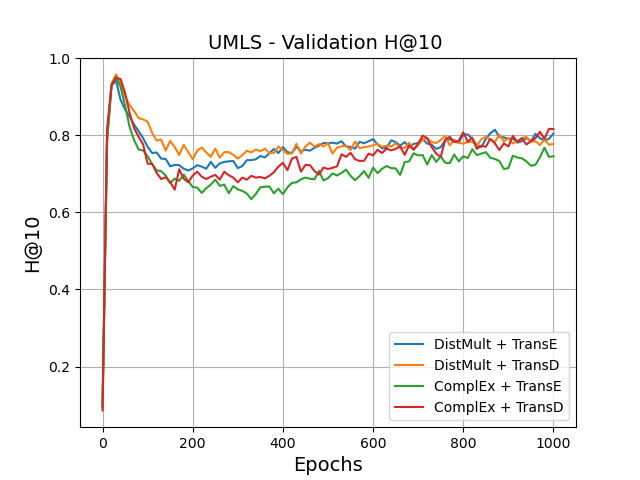 UMLS - Validation H@10
H@10
1.0
0.8
0.6
0.4
0.2
0
200
400
600
800
1000
Epochs
DistMult + TransE
DistMult + TransD
ComplEx + TransE
ComplEx + TransD